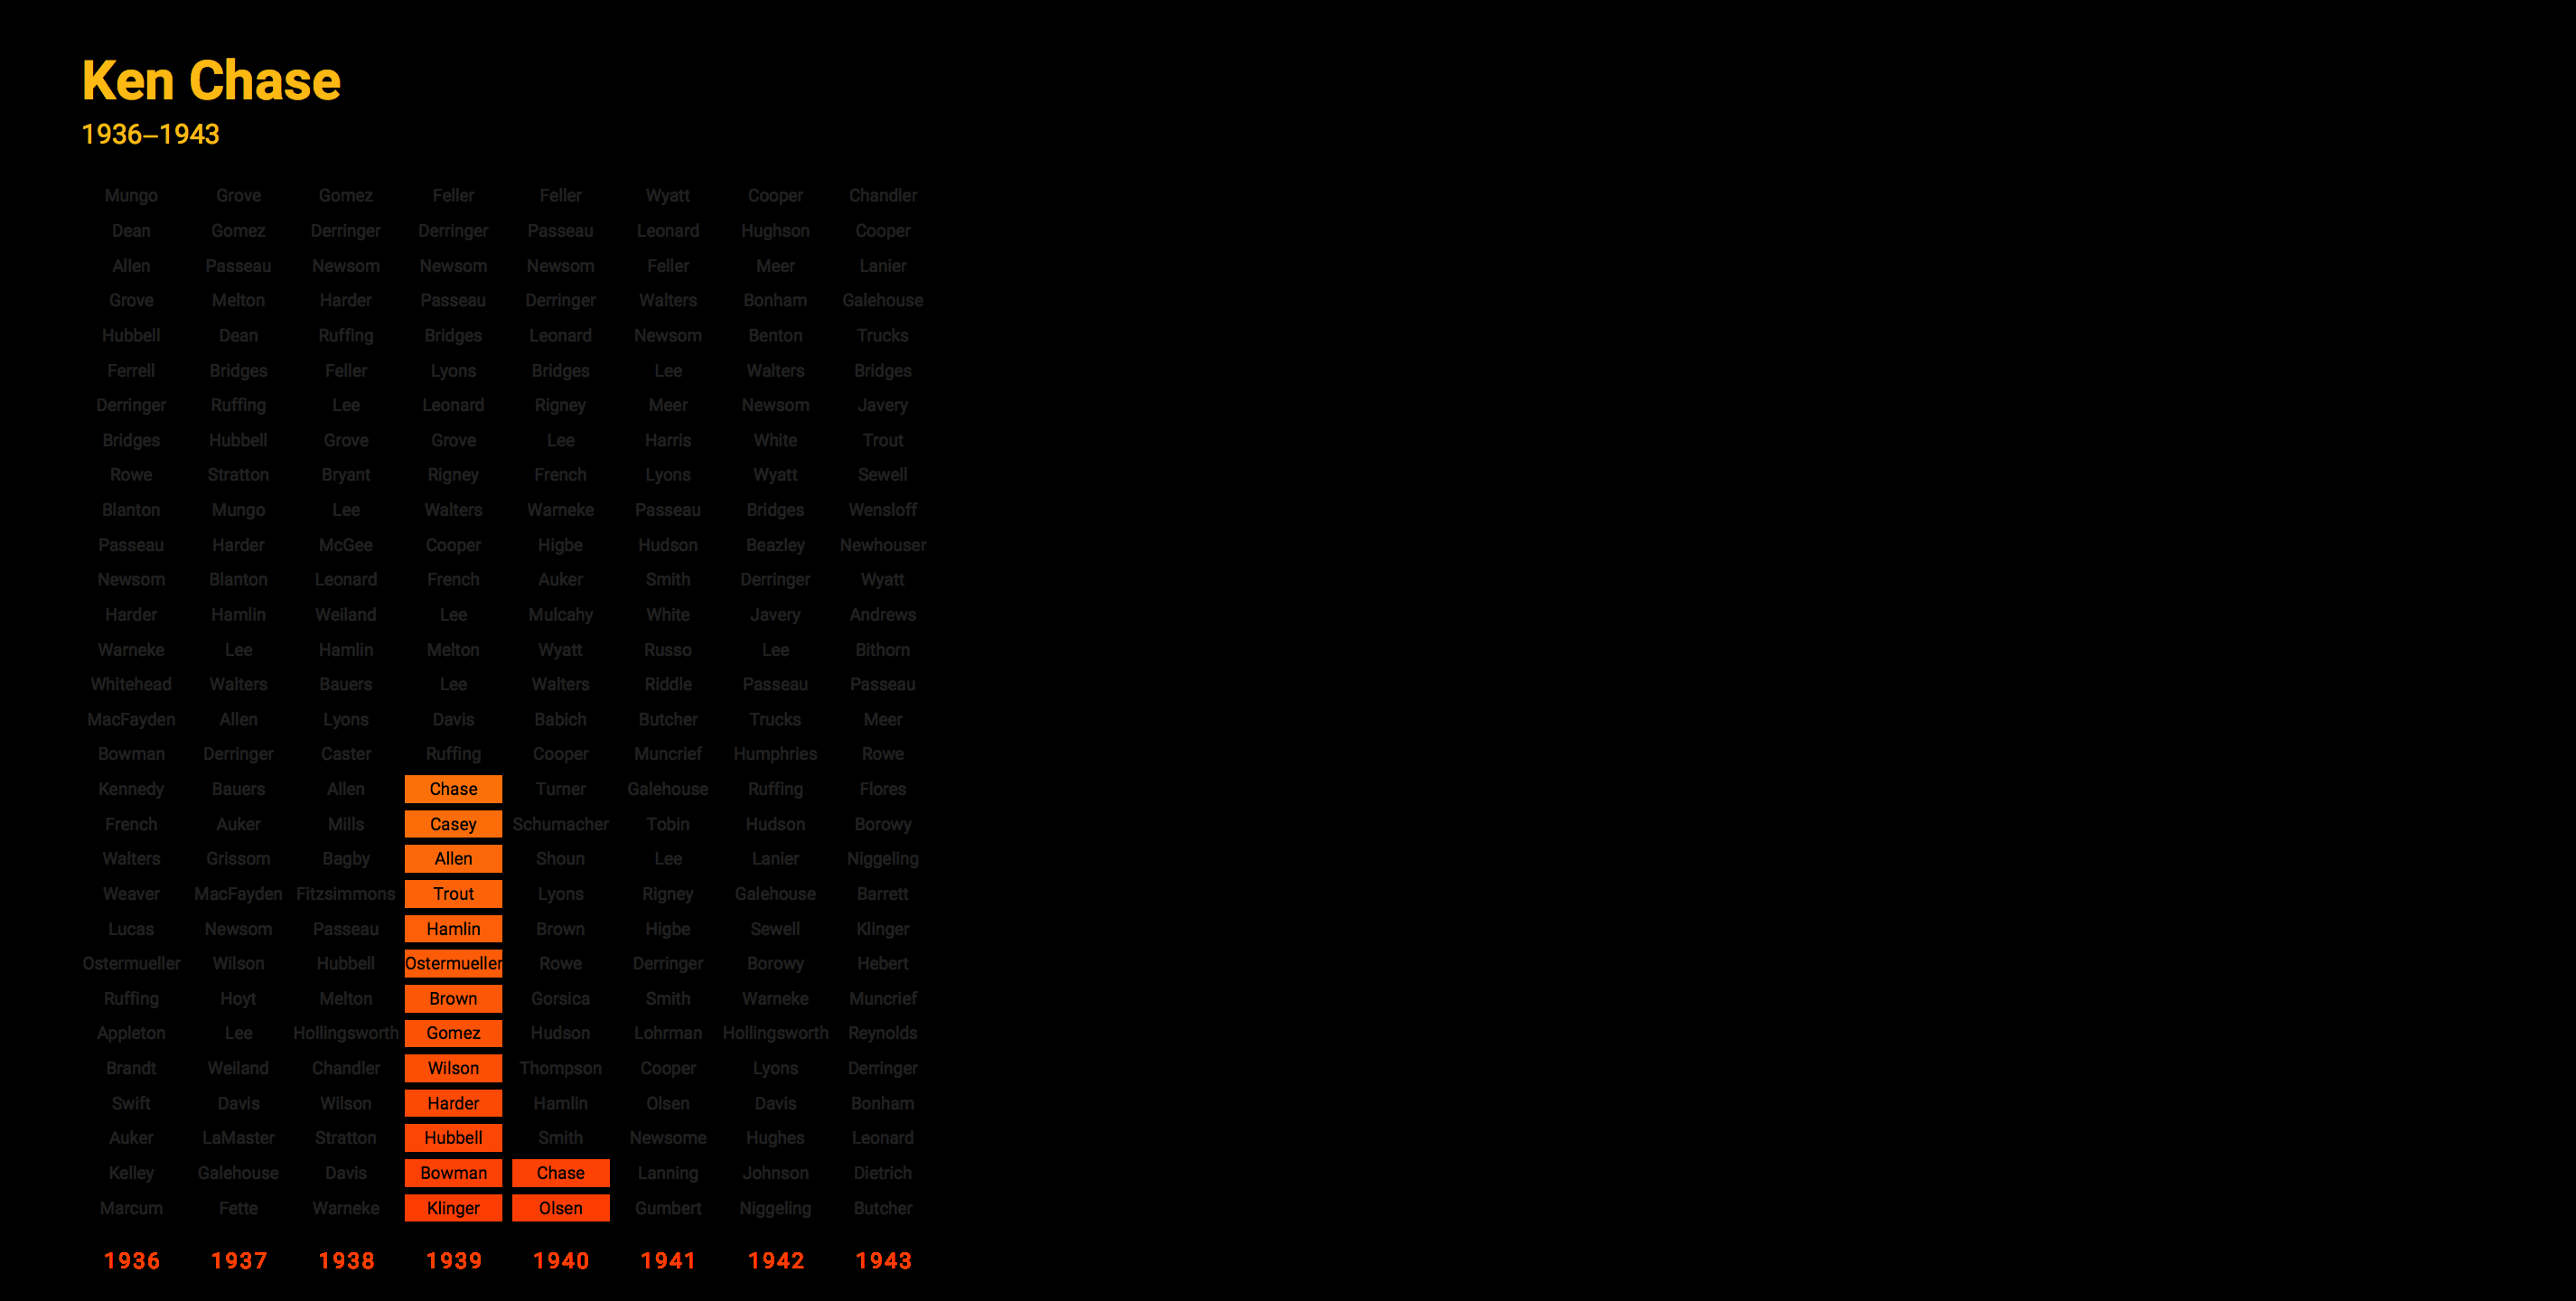 Ken Chase
1936–1943
Mungo Grove Gomez Feller Feller Wyatt Cooper Chandler
Dean Gomez Derringer Derringer Passeau Leonard Hughson Cooper
Allen Passeau Newsom Newsom Newsom Feller Meer Lanier
Grove Melton Harder Passeau Derringer Walters Bonham Galehouse
Hubbell Dean Ruffing Bridges Leonard Newsom Benton Trucks
Ferrell Bridges Feller Lyons Bridges Lee Walters Bridges
Derringer Ruffing Lee Leonard Rigney Meer Newsom Javery
Bridges Hubbell Grove Grove Lee Harris White Trout
Rowe Stratton Bryant Rigney French Lyons Wyatt Sewell
Blanton Mungo Lee Walters Warneke Passeau Bridges Wensloff
Passeau Harder McGee Cooper Higbe Hudson Beazley Newhouser
Newsom Blanton Leonard French Auker Smith Derringer Wyatt
Harder Hamlin Weiland Lee Mulcahy White Javery Andrews
Warneke Lee Hamlin Melton Wyatt Russo Lee Bithorn
Whitehead Walters Bauers Lee Walters Riddle Passeau Passeau
MacFayden Allen Lyons Davis Babich Butcher Trucks Meer
Bowman Derringer Caster Ruffing Cooper Muncrief Humphries Rowe
Kennedy Bauers Allen Chase Turner Galehouse Ruffing Flores
French Auker Mills Casey Schumacher Tobin Hudson Borowy
Walters Grissom Bagby Allen Shoun Lee Lanier Niggeling
Weaver MacFayden Fitzsimmons Trout Lyons Rigney Galehouse Barrett
Lucas Newsom Passeau Hamlin Brown Higbe Sewell Klinger
Ostermueller Wilson Hubbell Ostermueller Rowe Derringer Borowy Hebert
Ruffing Hoyt Melton Brown Gorsica Smith Warneke Muncrief
Appleton Lee Hollingsworth Gomez Hudson Lohrman Hollingsworth Reynolds
Brandt Weiland Chandler Wilson Thompson Cooper Lyons Derringer
Swift Davis Wilson Harder Hamlin Olsen Davis Bonham
Auker LaMaster Stratton Hubbell Smith Newsome Hughes Leonard
Kelley Galehouse Davis Bowman Chase Lanning Johnson Dietrich
Marcum Fette Warneke Klinger Olsen Gumbert Niggeling Butcher
1936 1937 1938 1939 1940 1941 1942 1943